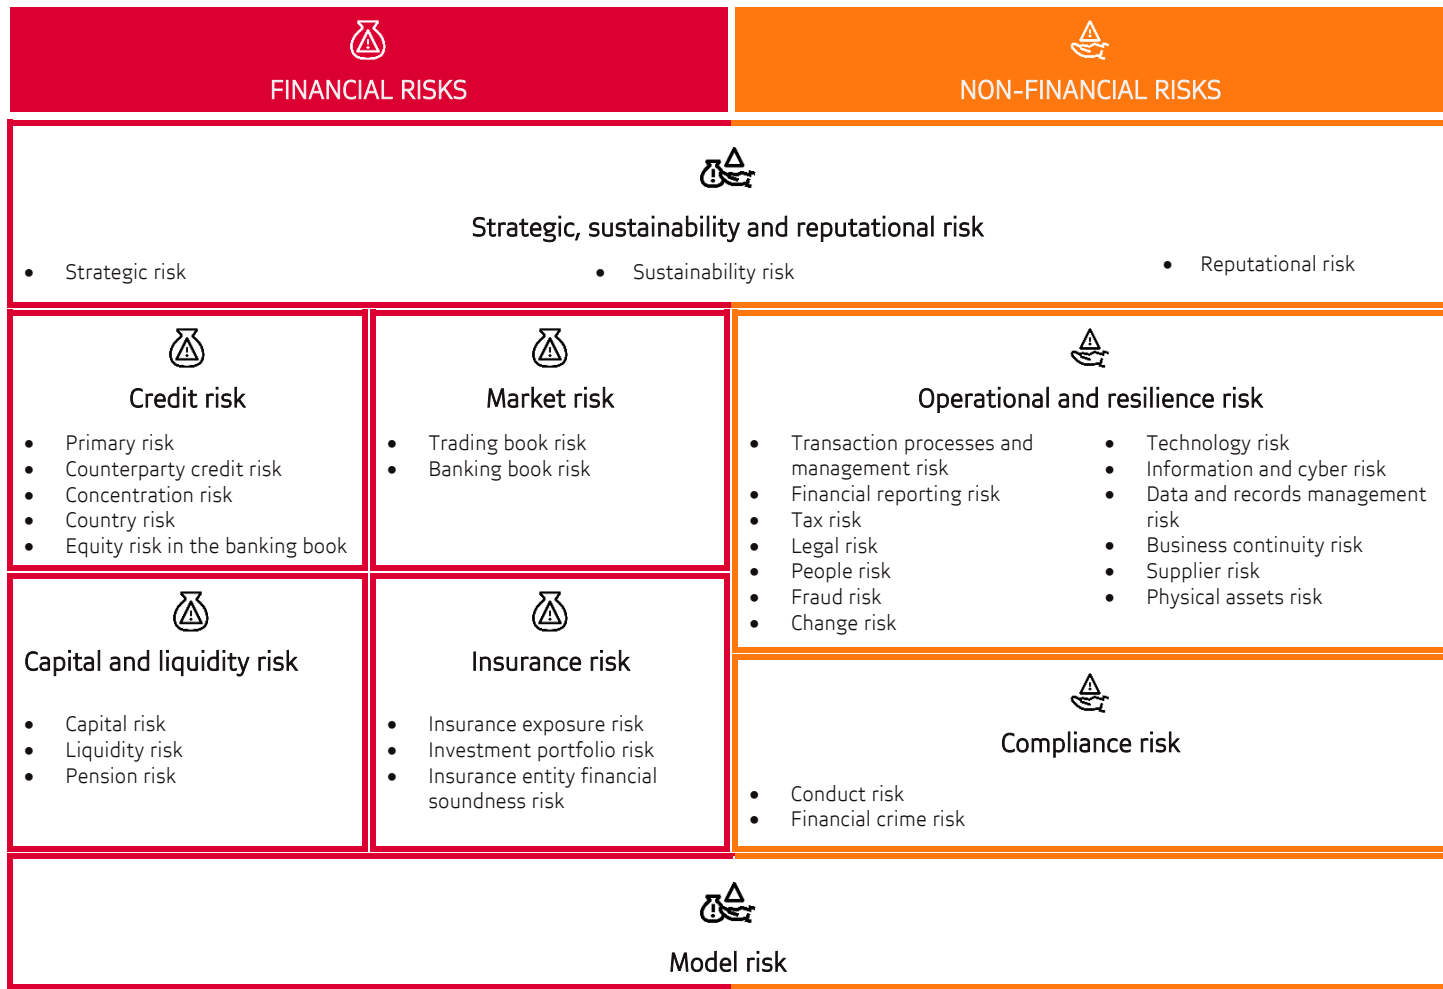 FINANCIAL RISKS
NON-FINANCIAL RISKS
Strategic, sustainability and reputational risk
• Strategic risk
• Sustainability risk
• Reputational risk
Credit risk
• Primary risk
• Counterparty credit risk
• Concentration risk
• Country risk
• Equity risk in the banking book
Market risk
• Trading book risk
• Banking book risk
Operational and resilience risk
• Transaction processes and
management risk
• Financial reporting risk
• Tax risk
• Legal risk
• People risk
• Fraud risk
• Change risk
• Technology risk
• Information and cyber risk
• Data and records management
risk
• Business continuity risk
• Supplier risk
• Physical assets risk
Capital and liquidity risk
• Capital risk
• Liquidity risk
• Pension risk
Insurance risk
• Insurance exposure risk
• Investment portfolio risk
• Insurance entity financial
soundness risk
Compliance risk
• Conduct risk
• Financial crime risk
Model risk